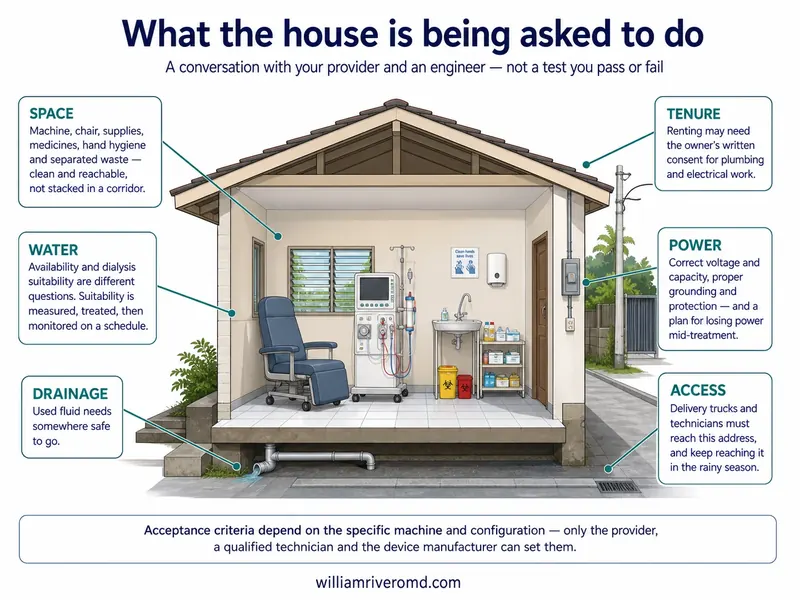 What the house is being asked to do
A conversation with your provider and an engineer — not a test you pass or fail
SPACE
Machine, chair, supplies,
medicines, hand hygiene
and separated waste —
clean and reachable,
not stacked in a corridor.
WATER
Availability and dialysis
suitability are different
questions. Suitability is
measured, treated, then
monitored on a schedule.
DRAINAGE
Used fluid needs
somewhere safe
to go.
TENURE
Renting may need
the owner's written
consent for plumbing
and electrical work.
POWER
Correct voltage and
capacity, proper
grounding and
protection — and a
plan for losing power
mid-treatment.
ACCESS
Delivery trucks and
technicians must
reach this address,
and keep reaching it
in the rainy season.
Clean hands
save lives
Acceptance criteria depend on the specific machine and configuration — only the provider,
a qualified technician and the device manufacturer can set them.
williamriveromd.com